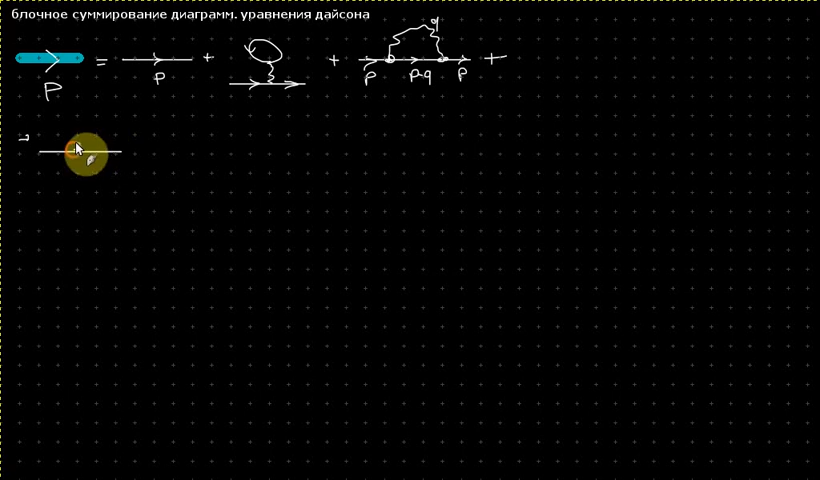 блочное суммирование диаграмм. уравнения дайсона
q
= + + +
P P P P-q P